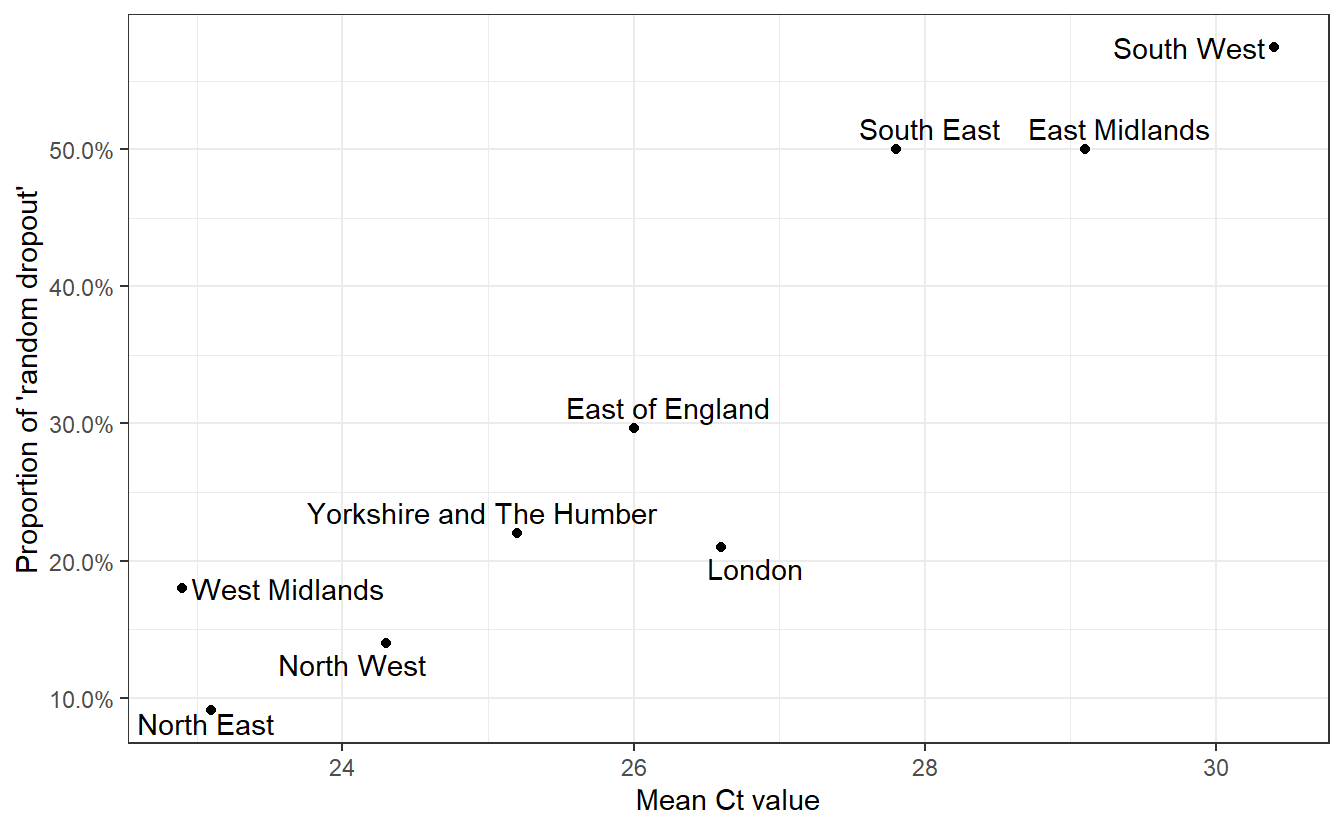 South West
South East
East Midlands
50.0%
40.0%
East of England
30.0%
Yorkshire and The Humber
London
20.0%
West Midlands
North West
10.0%
North East
24
26
28
30
Mean Ct value
Proportion of 'random dropout'